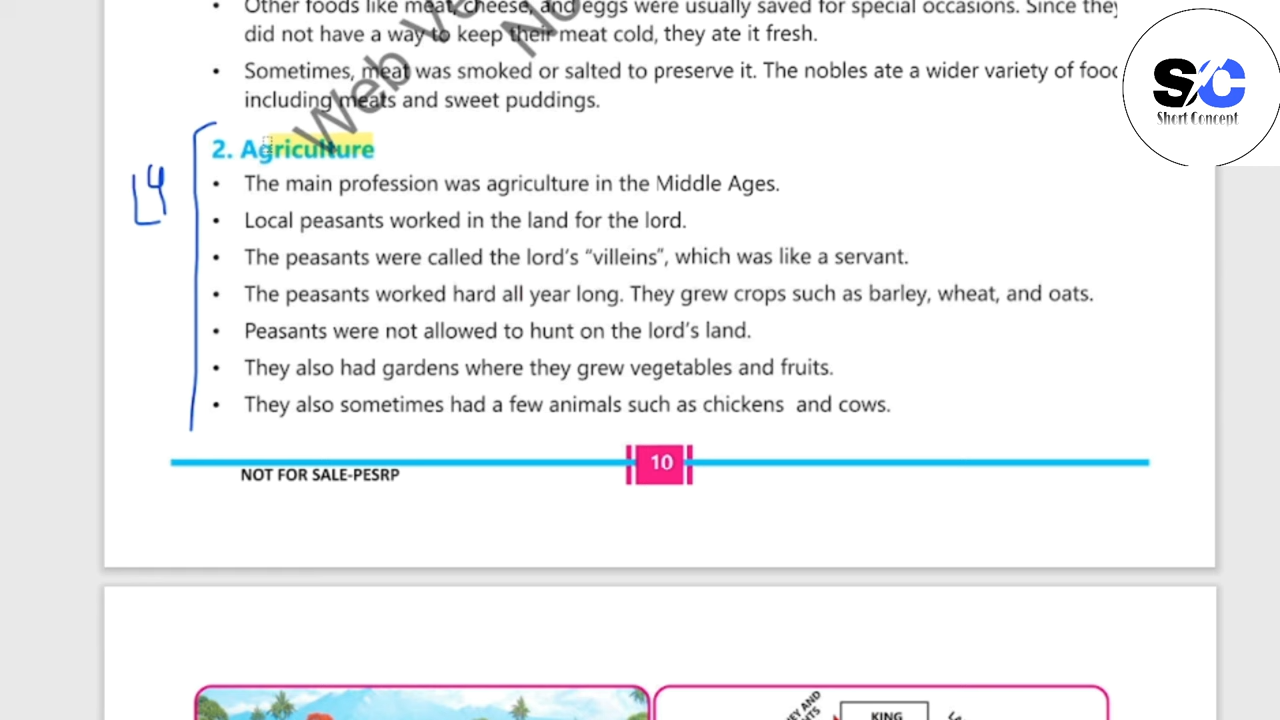 Other foods like meat, cheese, and eggs were usually saved for special occasions. Since they
did not have a way to keep their meat cold, they ate it fresh.
Sometimes, meat was smoked or salted to preserve it. The nobles ate a wider variety of food
including meats and sweet puddings.
S/C
Short Concept
Web Ve
No
2. Agriculture
L4
• The main profession was agriculture in the Middle Ages.
• Local peasants worked in the land for the lord.
• The peasants were called the lord's "villeins", which was like a servant.
• The peasants worked hard all year long. They grew crops such as barley, wheat, and oats.
• Peasants were not allowed to hunt on the lord's land.
• They also had gardens where they grew vegetables and fruits.
• They also sometimes had a few animals such as chickens and cows.
10
NOT FOR SALE-PESRP
KING